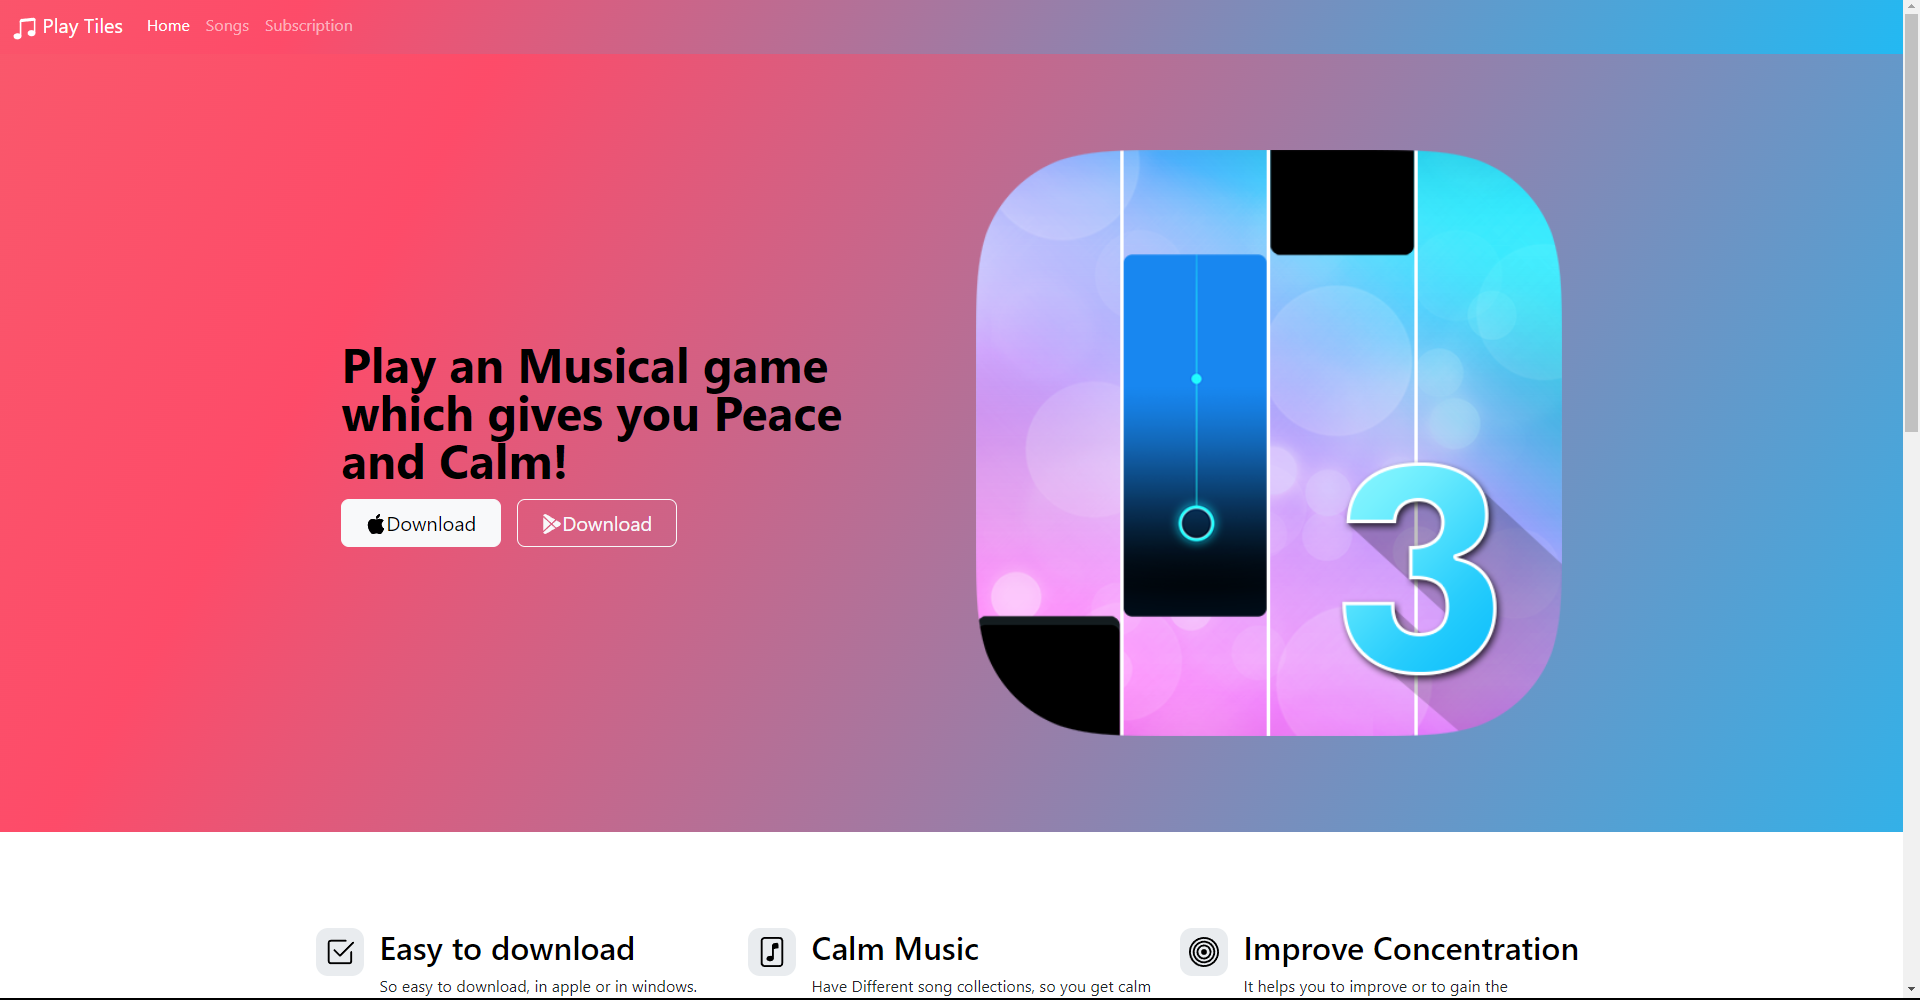 Play Tiles
Home
Songs
Subscription
Play an Musical game
which gives you Peace
and Calm!
Download
Download
3
Easy to download
So easy to download, in apple or in windows.
Calm Music
Have Different song collections, so you get calm
Improve Concentration
It helps you to improve or to gain the